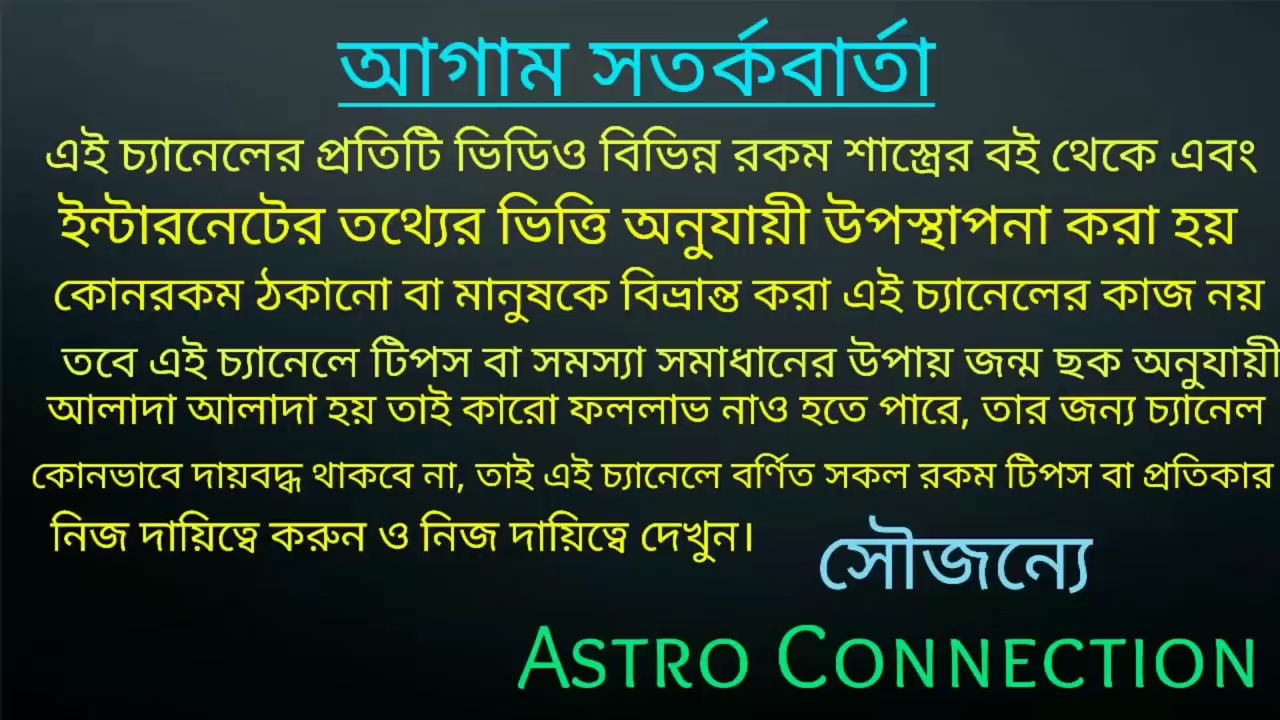 আগাম সতর্কবার্তা
এই চ্যানেলের প্রতিটি ভিডিও বিভিন্ন রকম শাস্ত্রের বই থেকে এবং
ইন্টারনেটের তথ্যের ভিত্তি অনুযায়ী উপস্থাপনা করা হয়
কোনরকম ঠকানো বা মানুষকে বিভ্রান্ত করা এই চ্যানেলের কাজ নয়
তবে এই চ্যানেলে টিপস বা সমস্যা সমাধানের উপায় জন্ম ছক অনুযায়ী
আলাদা আলাদা হয় তাই কারো ফললাভ নাও হতে পারে, তার জন্য চ্যানেল
কোনভাবে দায়বদ্ধ থাকবে না, তাই এই চ্যানেলে বর্ণিত সকল রকম টিপস বা প্রতিকার
নিজ দায়িত্বে করুন ও নিজ দায়িত্বে দেখুন।
সৌজন্যে
ASTRO CONNECTION